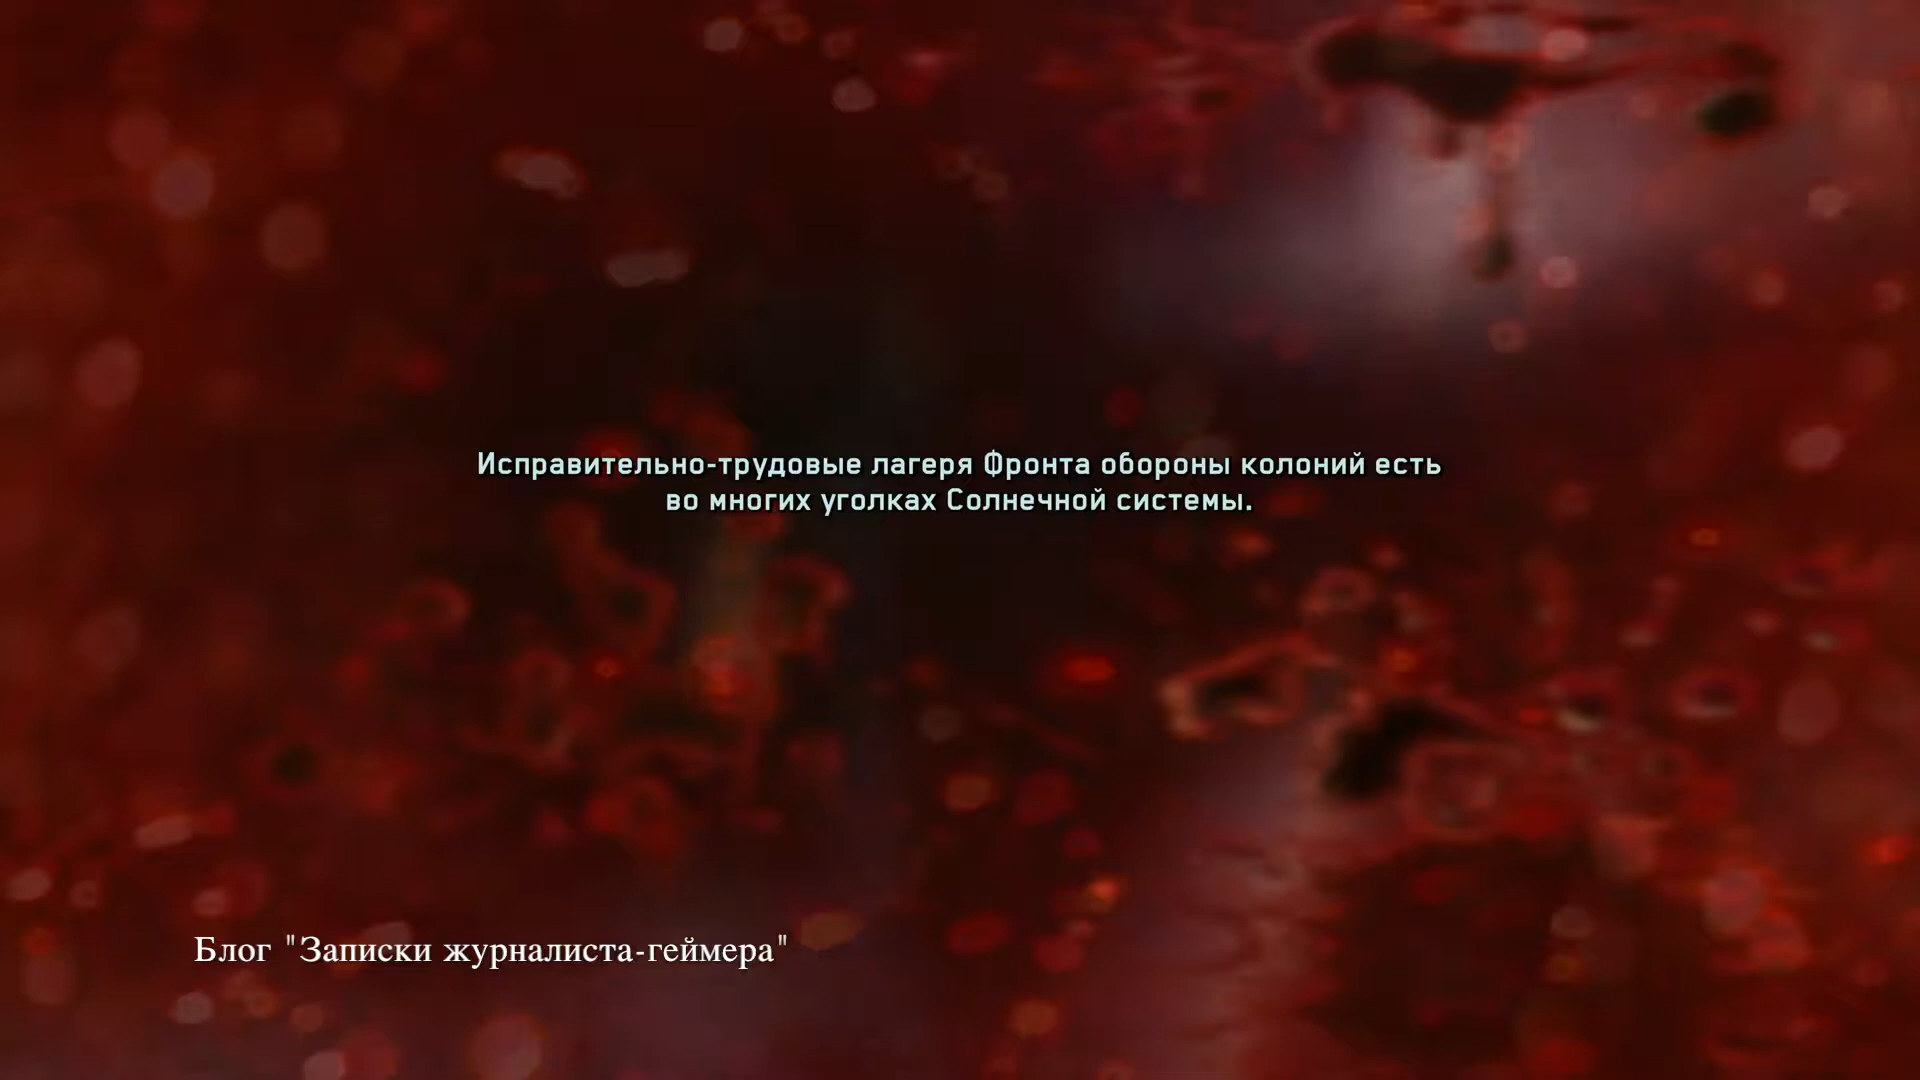 Исправительно-трудовые лагеря Фронта обороны колоний есть
во многих уголках Солнечной системы.
Блог "Записки журналиста-геймера"